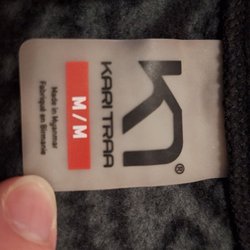 ®
KARI TRAA
M / M
Made in Myanmar
Fabriqué en Birmanie